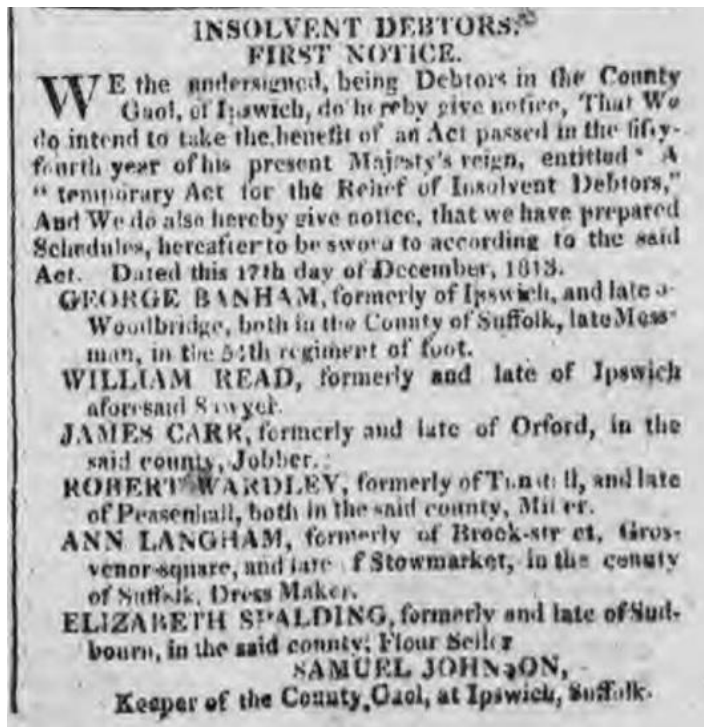 INSOLVENT DEBTORS.
FIRST NOTICE.
WE the undersigned, being Debtors in the County
Gaol, of Ipswich, do hereby give notice, That We
do intend to take the benefit of an Act passed in the fifty-
fourth year of his present Majesty's reign, entitled " A
" temporary Act for the Relief of Insolvent Debtors,"
And We do also hereby give notice, that we have prepared
Schedules, hereafter to be sworn to according to the said
Act. Dated this 17th day of December, 1813.
GEORGE BANHAM, formerly of Ipswich, and late o
Woodbridge, both in the County of Suffolk, late Mess-
man, in the 54th regiment of foot.
WILLIAM READ, formerly and late of Ipswich
aforesaid Sawyer.
JAMES CARR, formerly and late of Orford, in the
said county, Jobber.
ROBERT WARDLEY, formerly of Tunstall, and late
of Peasenhall, both in the said county, Miller.
ANN LANGHAM, formerly of Brook-street, Gros-
venor-square, and late of Stowmarket, in the county
of Suffolk, Dress Maker.
ELIZABETH SPALDING, formerly and late of Sud-
bourn, in the said county, Flour Seller
SAMUEL JOHNSON,
Keeper of the County Gaol, at Ipswich, Suffolk.